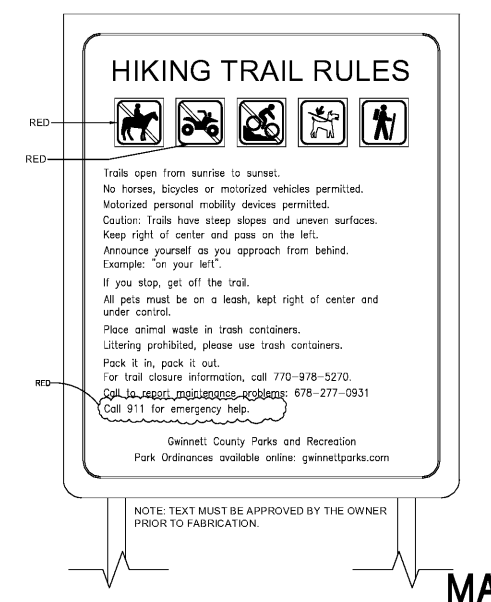 HIKING TRAIL RULES
RED
RED
Trails open from sunrise to sunset.
No horses, bicycles or motorized vehicles permitted.
Motorized personal mobility devices permitted.
Caution: Trails have steep slopes and uneven surfaces.
Keep right of center and pass on the left.
Announce yourself as you approach from behind.
Example: "on your left".
If you stop, get off the trail.
All pets must be on a leash, kept right of center and
under control.
Place animal waste in trash containers.
Littering prohibited, please use trash containers.
Pack it in, pack it out.
For trail closure information, call 770-978-5270.
RED
Call to report maintenance problems: 678-277-0931
Call 911 for emergency help.
Gwinnett County Parks and Recreation
Park Ordinances available online: gwinnettparks.com
NOTE: TEXT MUST BE APPROVED BY THE OWNER
PRIOR TO FABRICATION.
MA